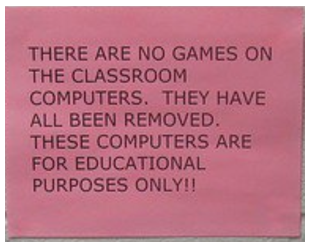 THERE ARE NO GAMES ON
THE CLASSROOM
COMPUTERS.  THEY HAVE
ALL BEEN REMOVED.
THESE COMPUTERS ARE
FOR EDUCATIONAL
PURPOSES ONLY!!